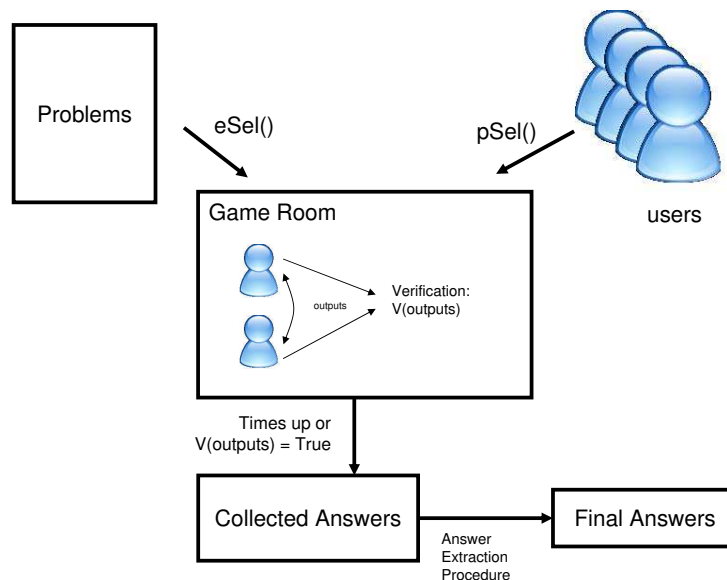 Problems
eSel()
pSel()
users
Game Room
outputs
Verification:
V(outputs)
Times up or
V(outputs) = True
Collected Answers
Answer
Extraction
Procedure
Final Answers